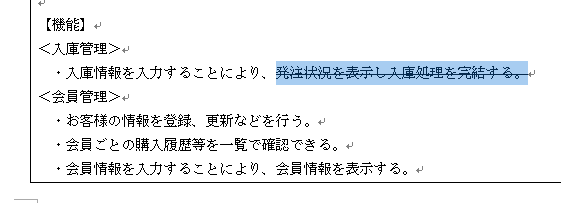 【機能】
＜入庫管理＞
・入庫情報を入力することにより、発注状況を表示し入庫処理を完結する。
＜会員管理＞
・お客様の情報を登録、更新などを行う。
・会員ごとの購入履歴等を一覧で確認できる。
・会員情報を入力することにより、会員情報を表示する。